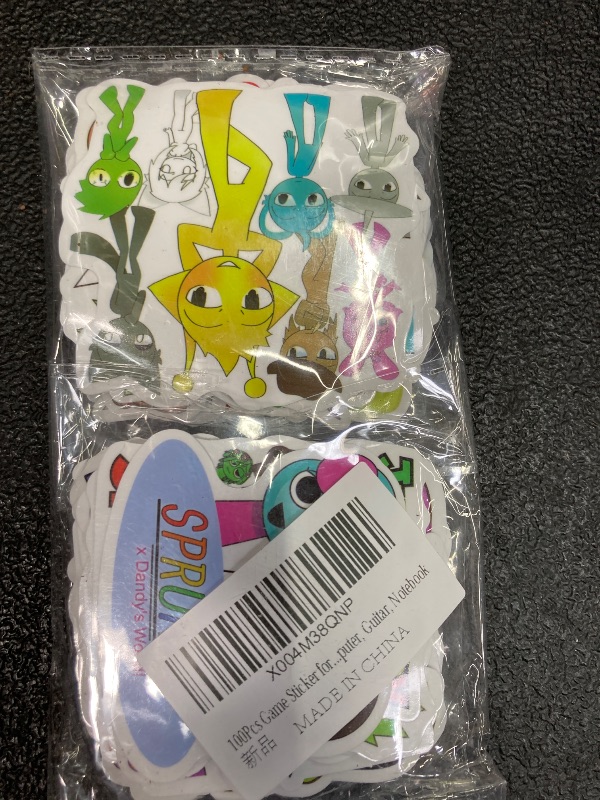 SPRU
x Dandy's Wo
X004M38QNP
100Pcs Game Sticker for...puter, Guitar, Notebook
新品 MADE IN CHINA